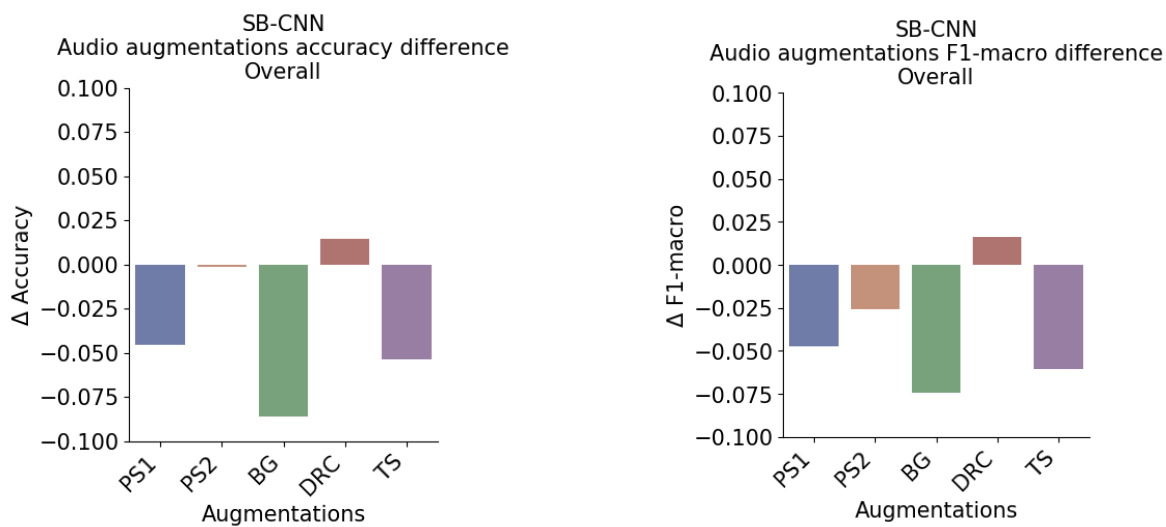 SB-CNN
Audio augmentations accuracy difference
Overall
0.100
0.075
0.050
0.025
0.000
−0.025
−0.050
−0.075
−0.100
Δ Accuracy
PS1
PS2
BG
DRC
TS
Augmentations
SB-CNN
Audio augmentations F1-macro difference
Overall
0.100
0.075
0.050
0.025
0.000
−0.025
−0.050
−0.075
−0.100
Δ F1-macro
PS1
PS2
BG
DRC
TS
Augmentations